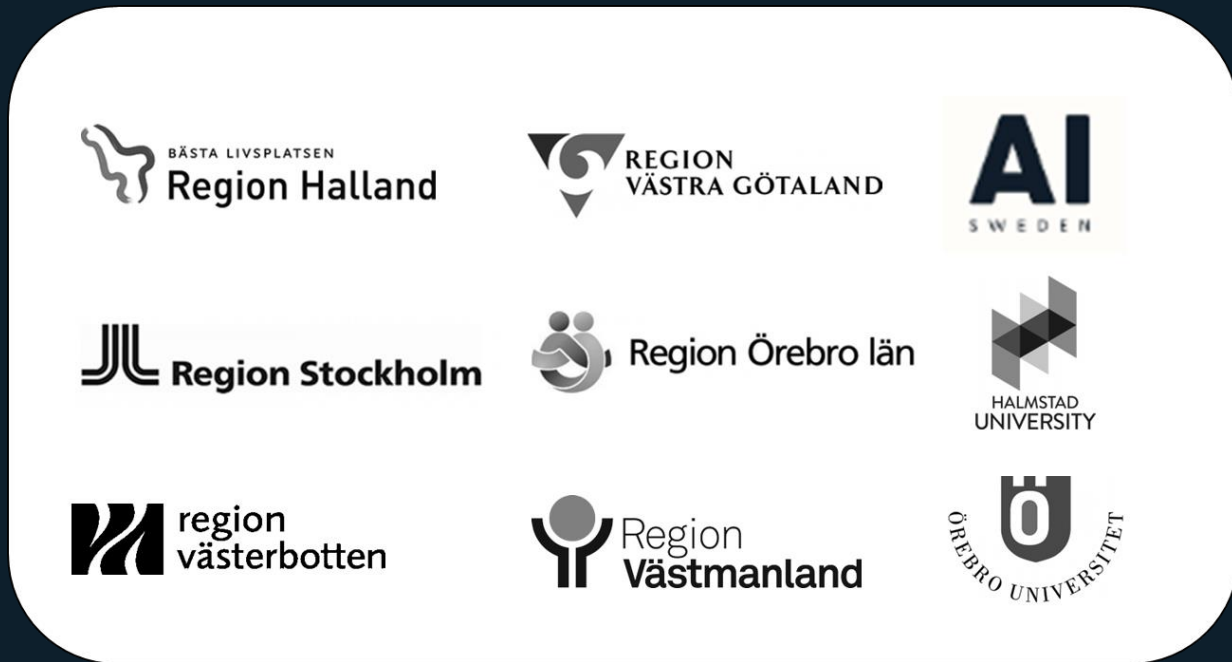 BÄSTA LIVSPLATSEN
Region Halland
REGION
VÄSTRA GÖTALAND
AI
SWEDEN
Region Stockholm
Region Örebro län
HALMSTAD
UNIVERSITY
region
västerbotten
Region
Västmanland
Ö
ÖREBRO UNIVERSITET